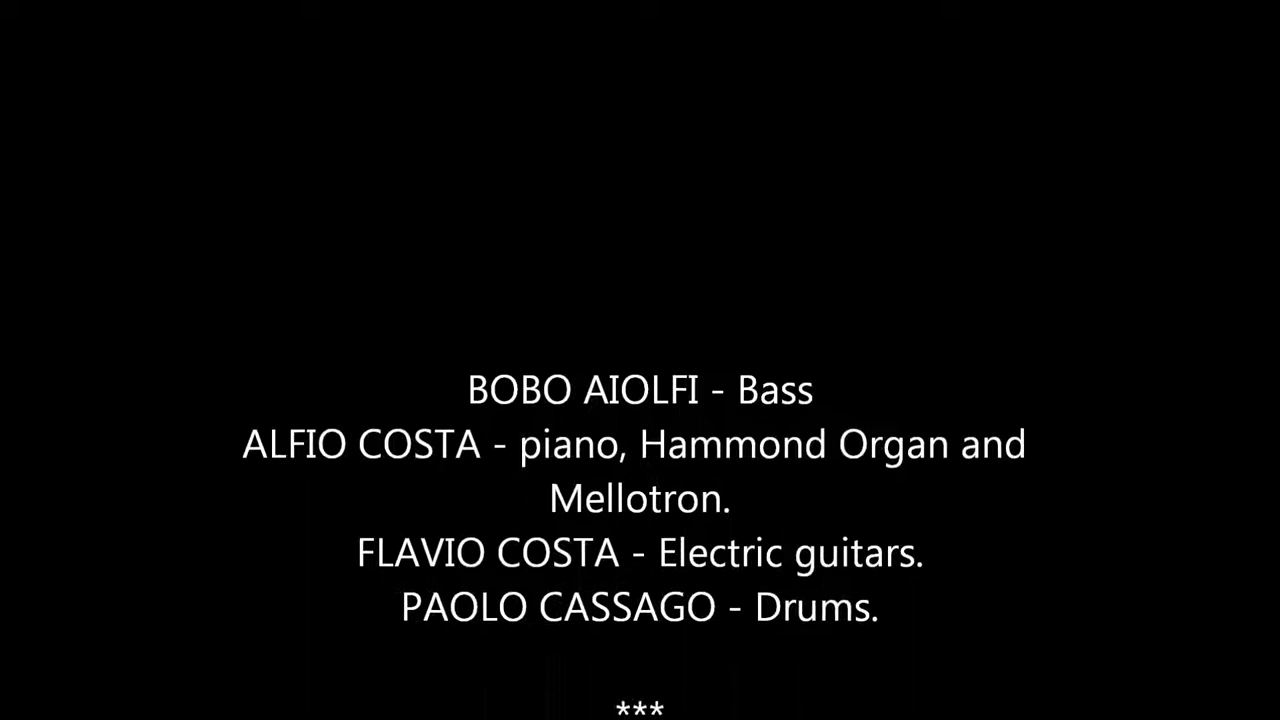 BOBO AIOLFI - Bass
ALFIO COSTA - piano, Hammond Organ and
Mellotron.
FLAVIO COSTA - Electric guitars.
PAOLO CASSAGO - Drums.
***